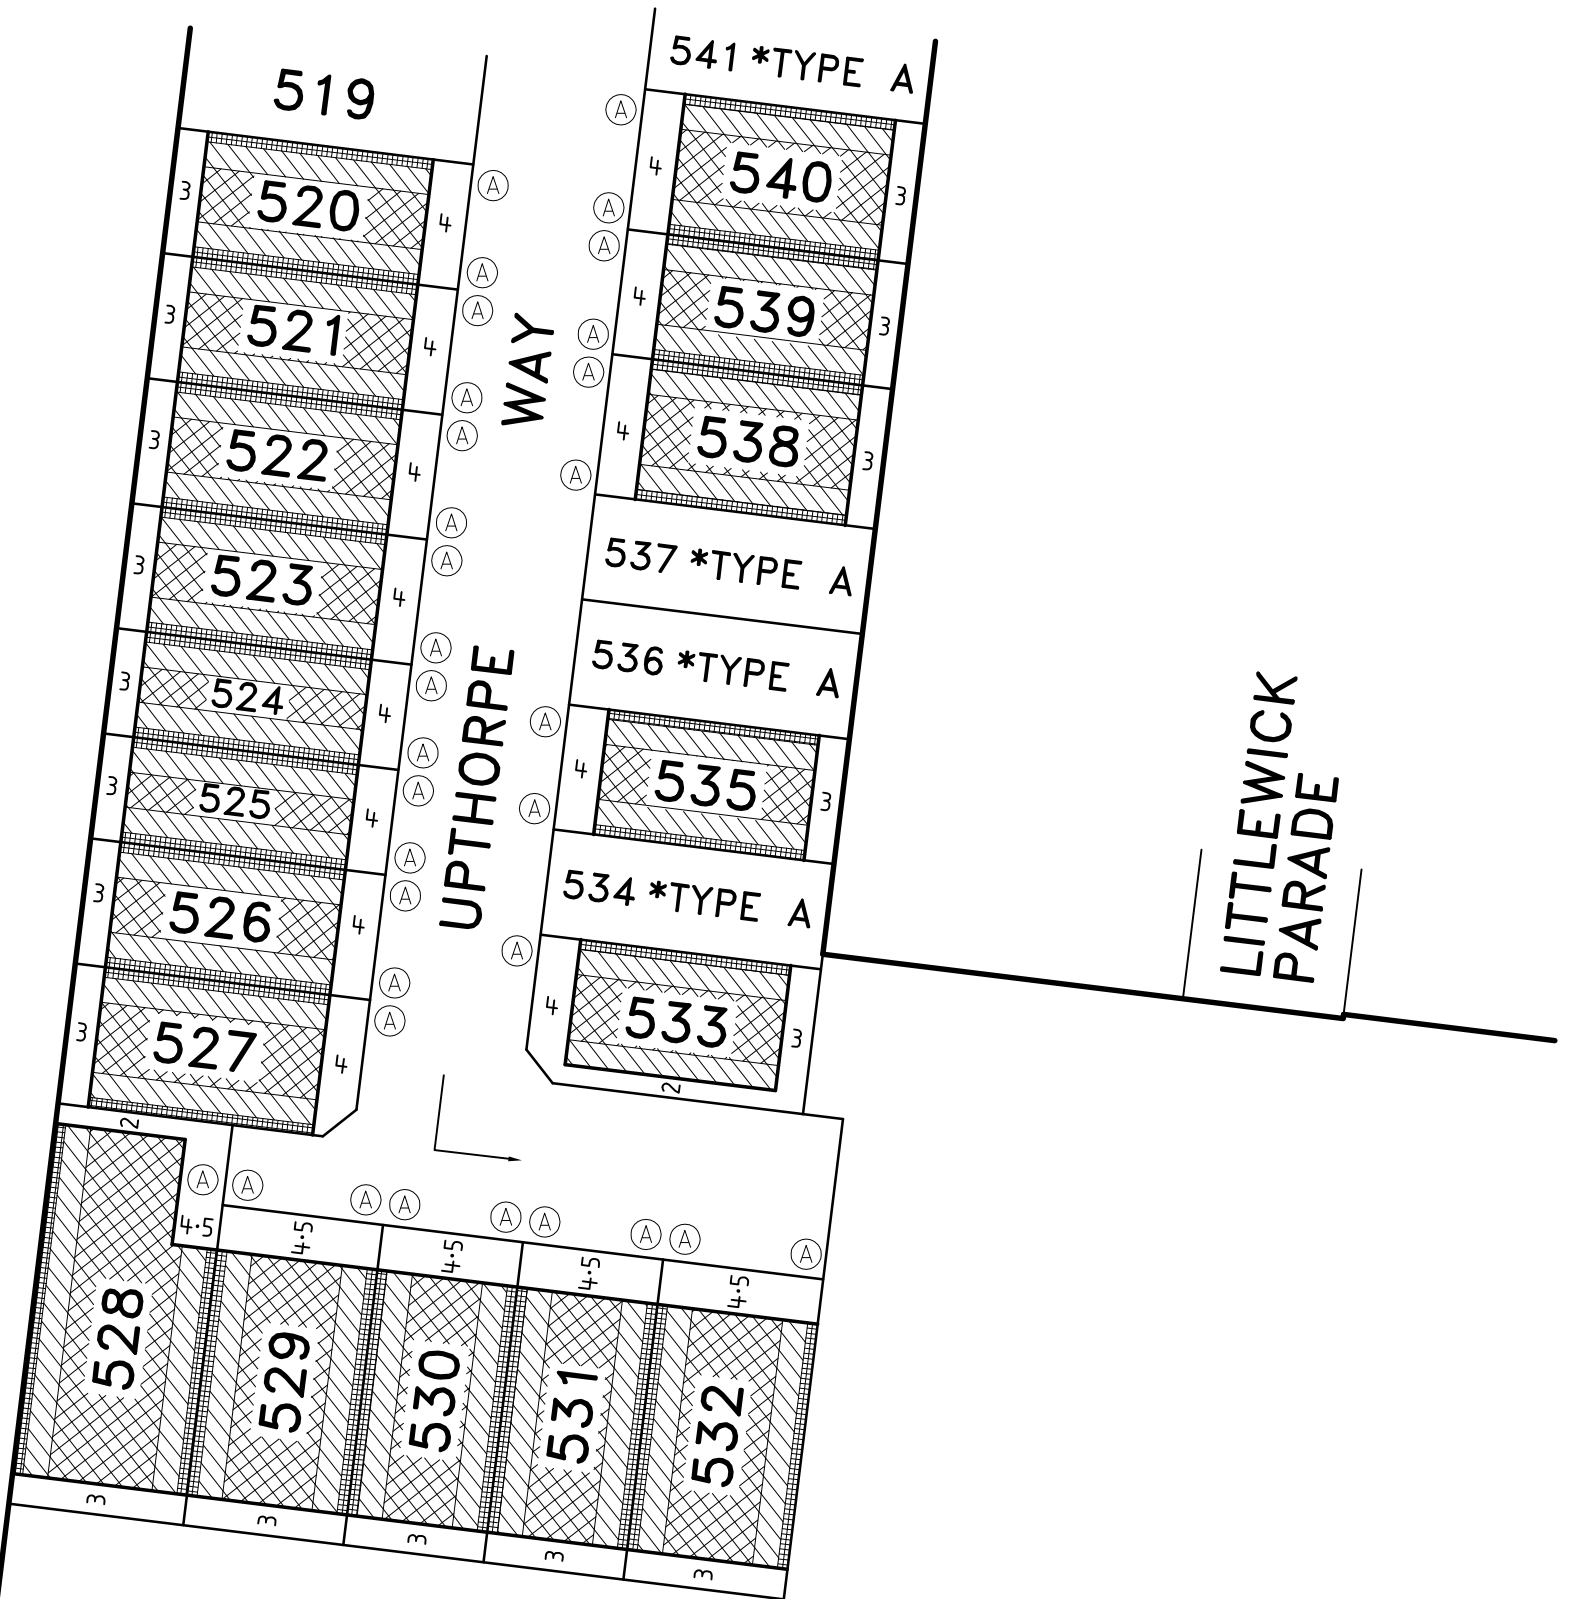 519
541 *TYPE A
A
3 520 4 A
4 540 3
A
A
3 521 4 A
A
4 539 3
A
A
3 522 4 A
A
4 538 3
A
WAY
3 523 4 A
A
537 *TYPE A
3 524 4 A
A
536 *TYPE A
UPTHORPE
3 525 4 A
A
A
4 535 3
A
3 526 4 A
A
534 *TYPE A
A
3 527 4 A
A
4 533 3
2
LITTLEWICK
PARADE
2
A A A A A A A A A
4·5 4·5 4·5 4·5 4·5
528 529 530 531 532
3 3 3 3 3